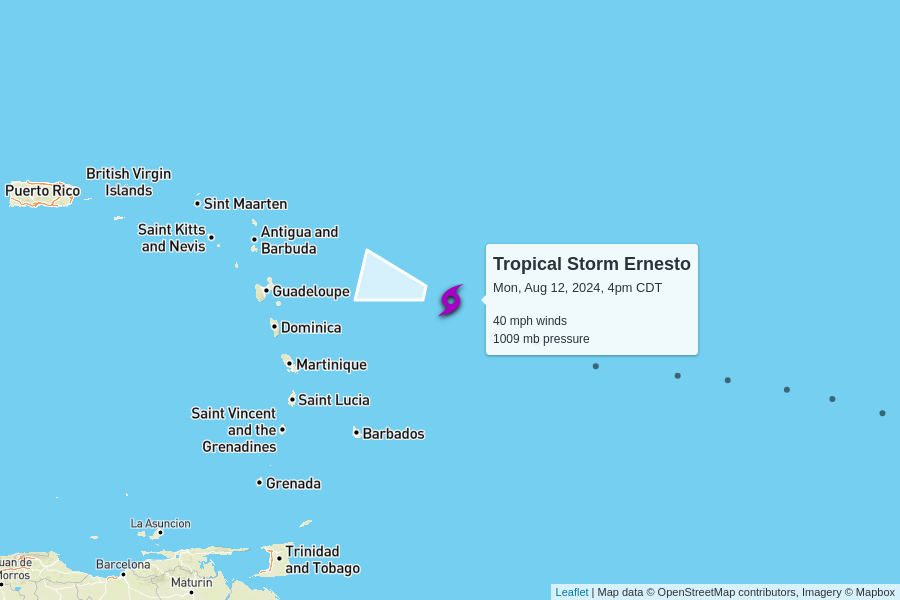 British Virgin
Islands
Puerto Rico
Sint Maarten
Saint Kitts
and Nevis
Antigua and
Barbuda
Guadeloupe
Dominica
Martinique
Saint Lucia
Saint Vincent
and the
Grenadines
Barbados
Grenada
Tropical Storm Ernesto
Mon, Aug 12, 2024, 4pm CDT
40 mph winds
1009 mb pressure
La Asuncion
Trinidad
and Tobago
uan de
Morros
Barcelona
Maturin
Leaflet | Map data © OpenStreetMap contributors, Imagery © Mapbox